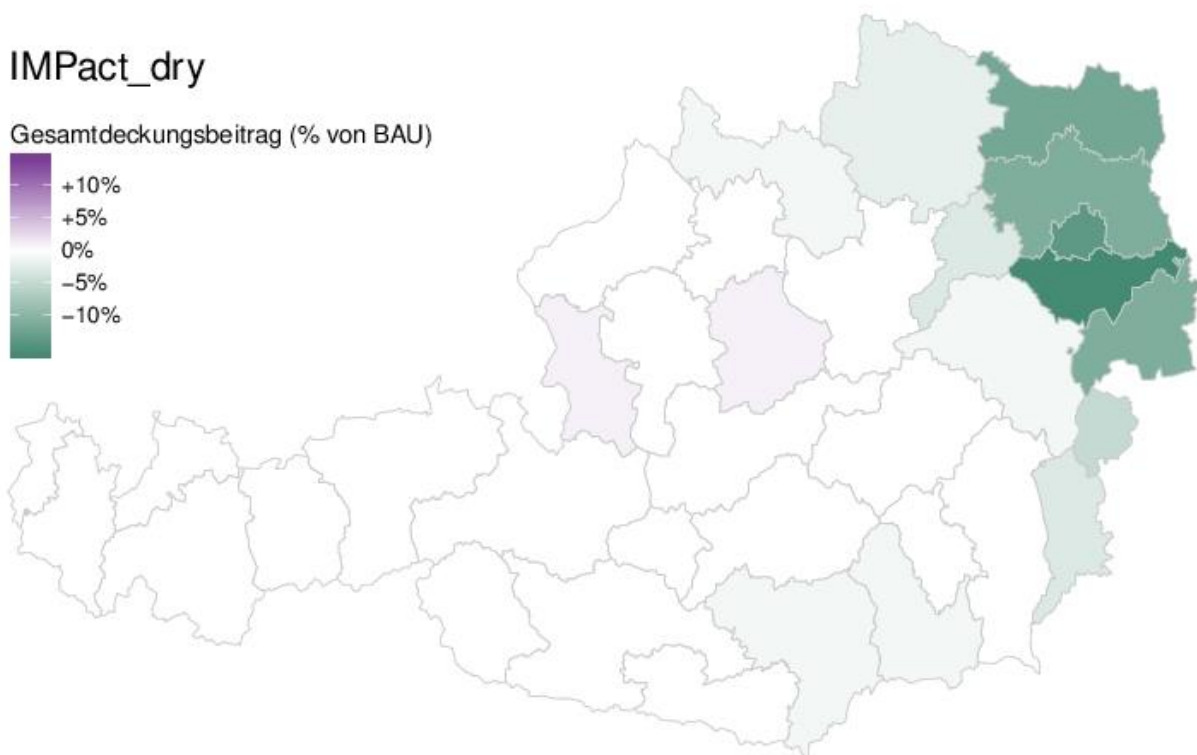 IMPact_dry
Gesamtdeckungsbeitrag (% von BAU)
+10%
+5%
0%
−5%
−10%